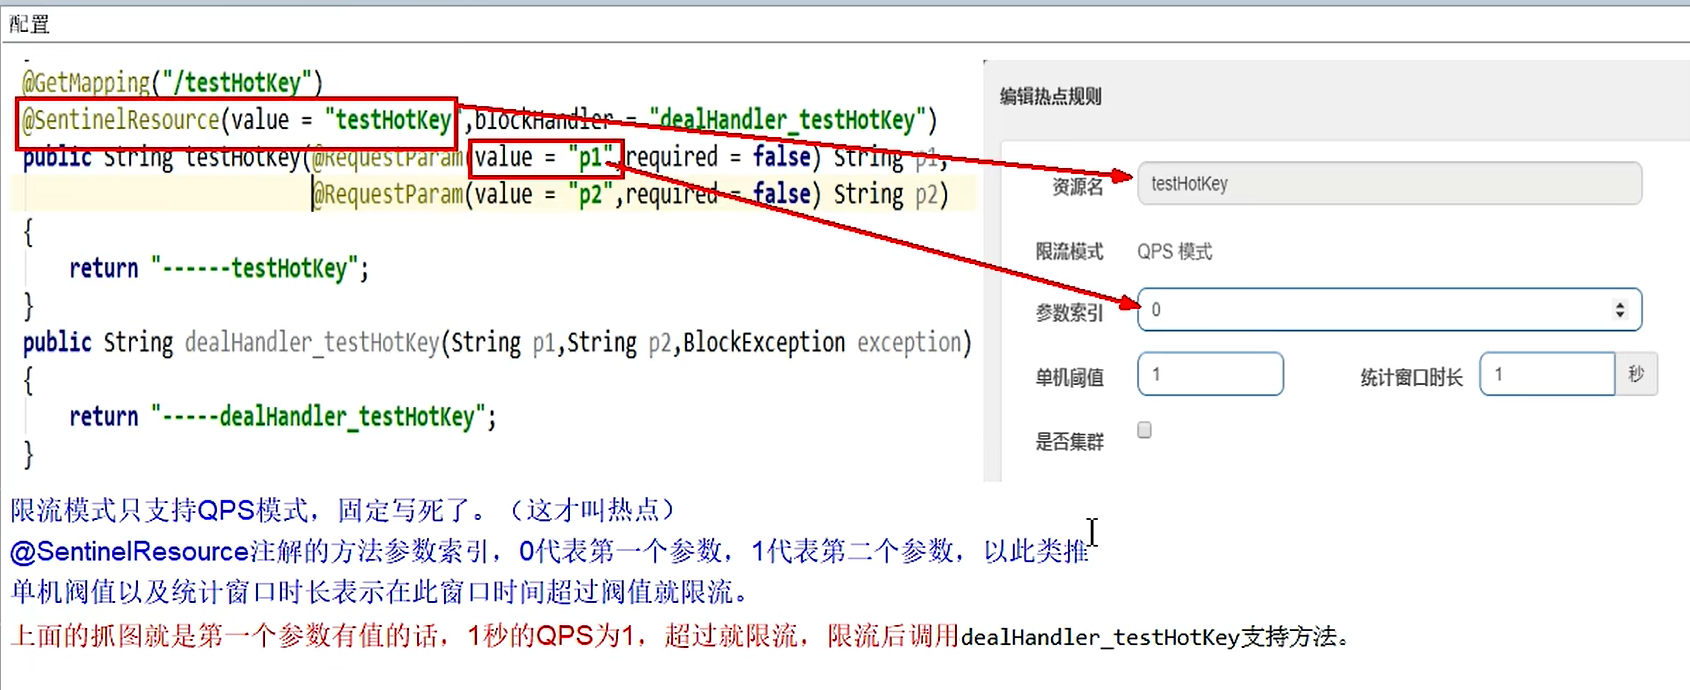 配置
@GetMapping("/testHotKey")
@SentinelResource(value = "testHotKey",blockHandler = "dealHandler_testHotKey")
public String testHotKey(@RequestParam(value = "p1",required = false) String p1,
@RequestParam(value = "p2",required = false) String p2)
{
return "------testHotKey";
}
public String dealHandler_testHotKey(String p1,String p2,BlockException exception)
{
return "-----dealHandler_testHotKey";
}
编辑热点规则
资源名 testHotKey
限流模式 QPS 模式
参数索引 0
单机阈值 1 统计窗口时长 1 秒
是否集群
限流模式只支持QPS模式，固定写死了。（这才叫热点）
@SentinelResource注解的方法参数索引，0代表第一个参数，1代表第二个参数，以此类推
单机阀值以及统计窗口时长表示在此窗口时间超过阀值就限流。
上面的抓图就是第一个参数有值的话，1秒的QPS为1，超过就限流，限流后调用dealHandler_testHotKey支持方法。